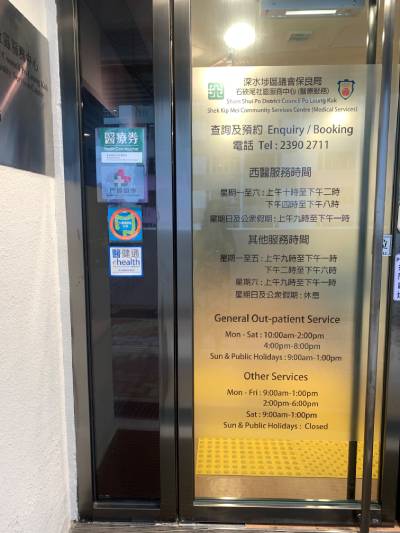 深水埗區議會保良局
石硤尾社區服務中心 (醫療服務)
Sham Shui Po District Council Po Leung Kuk
Shek Kip Mei Community Services Centre (Medical Services)
查詢及預約 Enquiry / Booking
電話 Tel : 2390 2711
西醫服務時間
星期一至六 : 上午十時至下午二時
下午四時至下午八時
星期日及公眾假期 : 上午九時至下午一時
其他服務時間
星期一至五 : 上午九時至下午一時
下午二時至下午六時
星期六 : 上午九時至下午一時
星期日及公眾假期 : 休息
General Out-patient Service
Mon - Sat : 10:00am-2:00pm
4:00pm-8:00pm
Sun & Public Holidays : 9:00am-1:00pm
Other Services
Mon - Fri : 9:00am-1:00pm
2:00pm-6:00pm
Sat : 9:00am-1:00pm
Sun & Public Holidays : Closed
醫療券
醫健通
ehealth